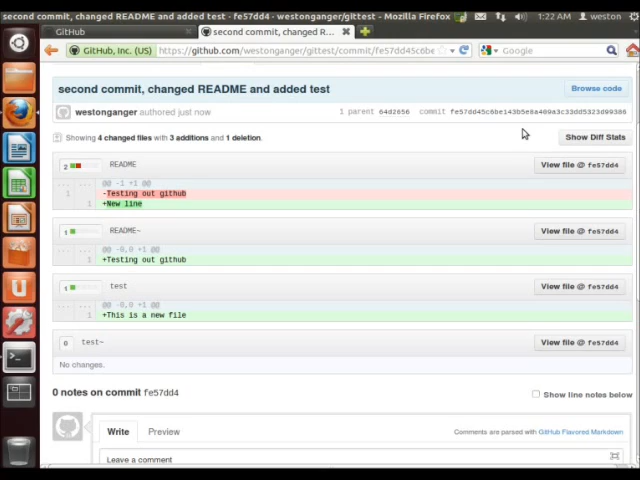 second commit, changed README and added test · fe57dd4 · westonganger/gittest - Mozilla Firefox
1:22 AM weston
GitHub
second commit, changed R...
GitHub, Inc. (US)
https://github.com/westonganger/gittest/commit/fe57dd45c6be
Google
second commit, changed README and added test
Browse code
westonganger authored just now
1 parent 64d2656 commit fe57dd45c6be143b5e8a409a3c33dd5323d99386
Showing 4 changed files with 3 additions and 1 deletion.
Show Diff Stats
2 README
View file @ fe57dd4
... ... @@ -1 +1 @@
1 -Testing out github
1 +New line
1 README~
View file @ fe57dd4
... ... @@ -0,0 +1 @@
1 +Testing out github
1 test
View file @ fe57dd4
... ... @@ -0,0 +1 @@
1 +This is a new file
0 test~
View file @ fe57dd4
No changes.
0 notes on commit fe57dd4
Show line notes below
Write Preview
Comments are parsed with GitHub Flavored Markdown
Leave a comment